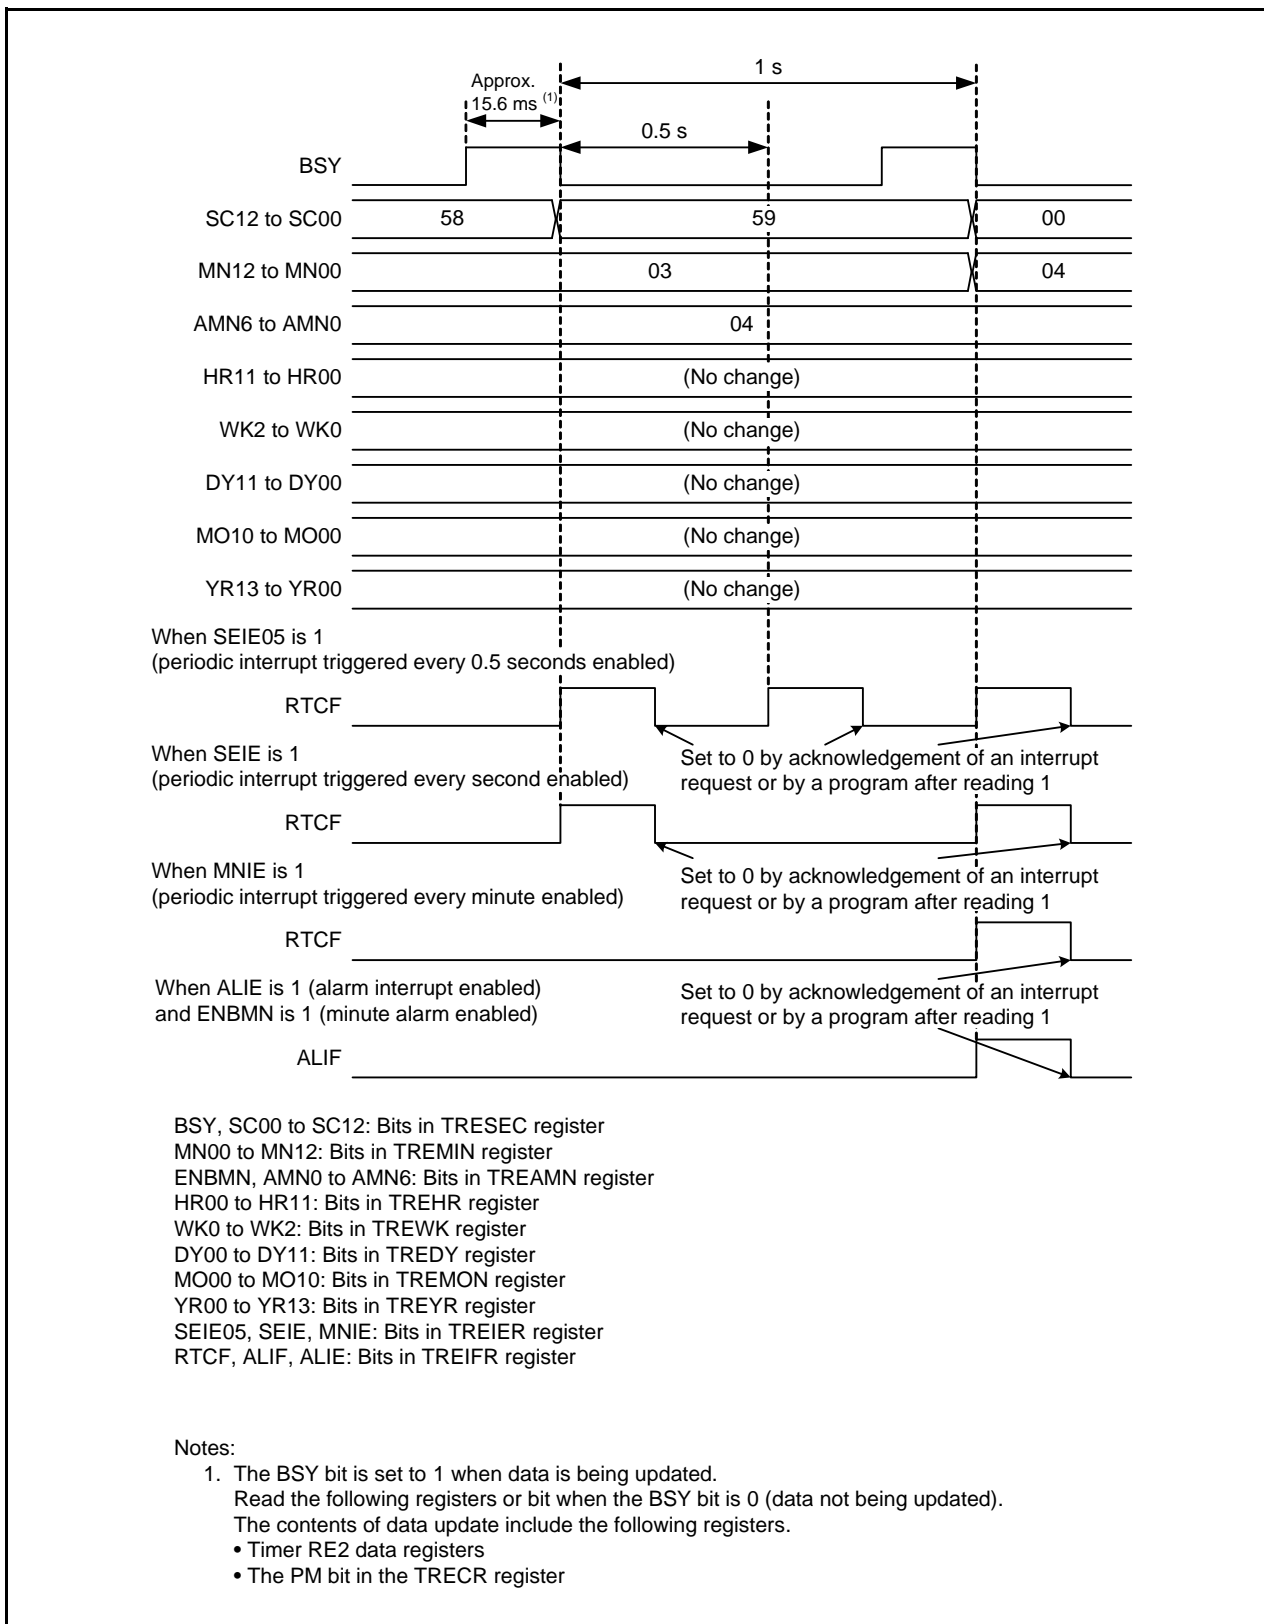 1 s
Approx.
15.6 ms (1)
0.5 s
BSY
SC12 to SC00 58 59 00
MN12 to MN00 03 04
AMN6 to AMN0 04
HR11 to HR00 (No change)
WK2 to WK0 (No change)
DY11 to DY00 (No change)
MO10 to MO00 (No change)
YR13 to YR00 (No change)
When SEIE05 is 1
(periodic interrupt triggered every 0.5 seconds enabled)
RTCF
Set to 0 by acknowledgement of an interrupt
request or by a program after reading 1
When SEIE is 1
(periodic interrupt triggered every second enabled)
RTCF
Set to 0 by acknowledgement of an interrupt
request or by a program after reading 1
When MNIE is 1
(periodic interrupt triggered every minute enabled)
RTCF
Set to 0 by acknowledgement of an interrupt
request or by a program after reading 1
When ALIE is 1 (alarm interrupt enabled)
and ENBMN is 1 (minute alarm enabled)
ALIF
BSY, SC00 to SC12: Bits in TRESEC register
MN00 to MN12: Bits in TREMIN register
ENBMN, AMN0 to AMN6: Bits in TREAMN register
HR00 to HR11: Bits in TREHR register
WK0 to WK2: Bits in TREWK register
DY00 to DY11: Bits in TREDY register
MO00 to MO10: Bits in TREMON register
YR00 to YR13: Bits in TREYR register
SEIE05, SEIE, MNIE: Bits in TREIER register
RTCF, ALIF, ALIE: Bits in TREIFR register
Notes:
1. The BSY bit is set to 1 when data is being updated.
Read the following registers or bit when the BSY bit is 0 (data not being updated).
The contents of data update include the following registers.
• Timer RE2 data registers
• The PM bit in the TRECR register